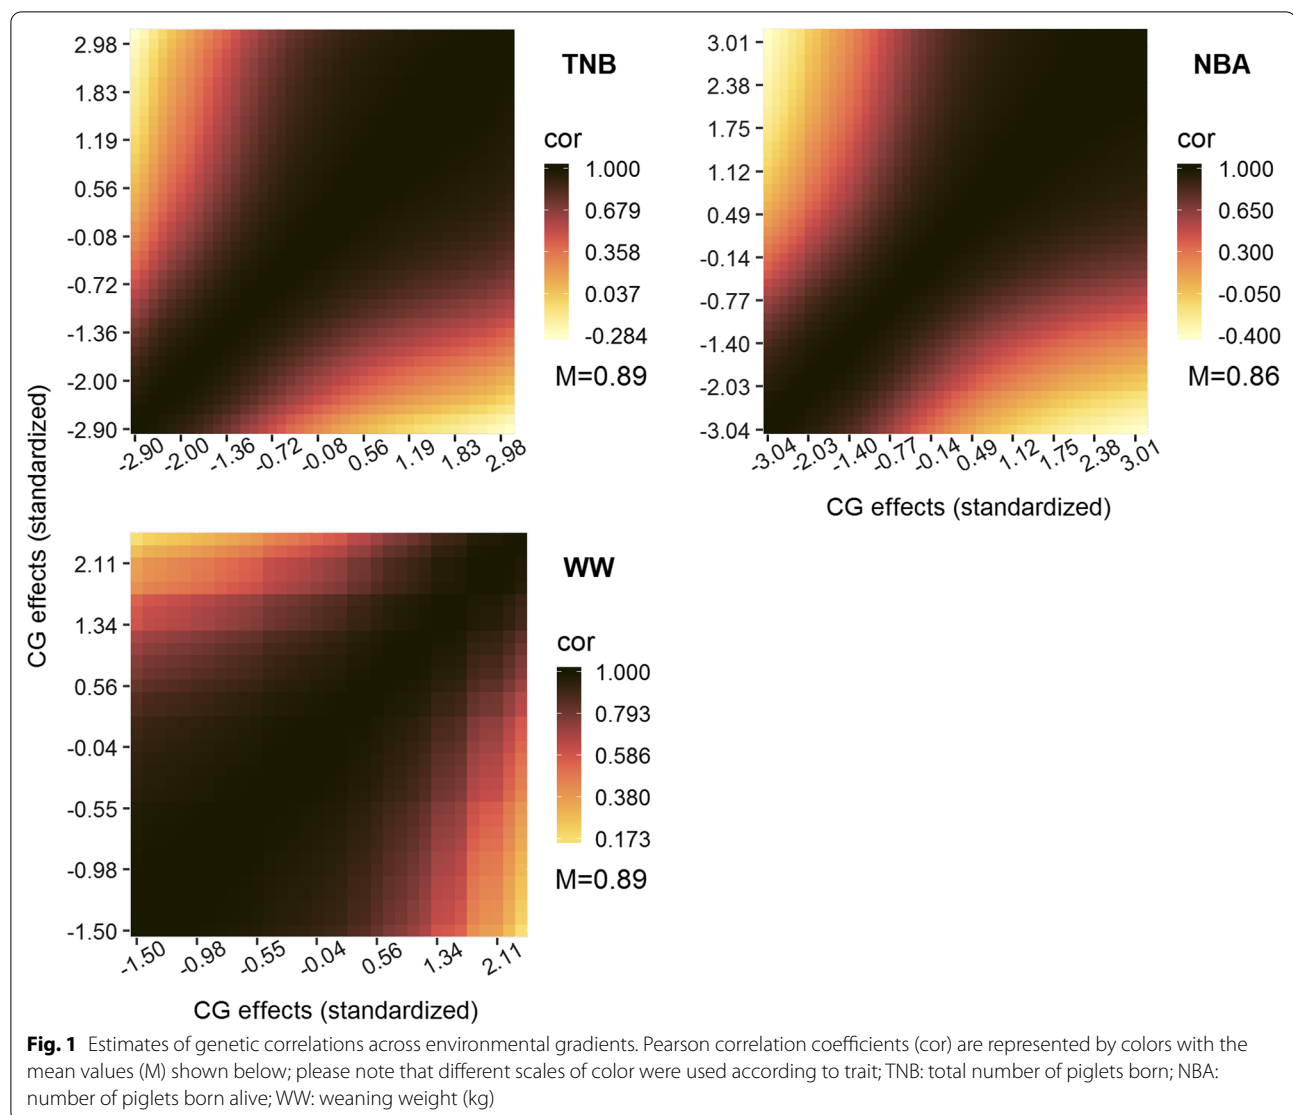 TNB
2.98
1.83
1.19
0.56
-0.08
-0.72
-1.36
-2.00
-2.90
-2.90 -2.00 -1.36 -0.72 -0.08 0.56 1.19 1.83 2.98
cor
1.000
0.679
0.358
0.037
-0.284
M=0.89
NBA
3.01
2.38
1.75
1.12
0.49
-0.14
-0.77
-1.40
-2.03
-3.04
-3.04 -2.03 -1.40 -0.77 -0.14 0.49 1.12 1.75 2.38 3.01
cor
1.000
0.650
0.300
-0.050
-0.400
M=0.86
CG effects (standardized)
CG effects (standardized)
WW
2.11
1.34
0.56
-0.04
-0.55
-0.98
-1.50
-1.50 -0.98 -0.55 -0.04 0.56 1.34 2.11
cor
1.000
0.793
0.586
0.380
0.173
M=0.89
CG effects (standardized)
Fig. 1 Estimates of genetic correlations across environmental gradients. Pearson correlation coefficients (cor) are represented by colors with the
mean values (M) shown below; please note that different scales of color were used according to trait; TNB: total number of piglets born; NBA:
number of piglets born alive; WW: weaning weight (kg)